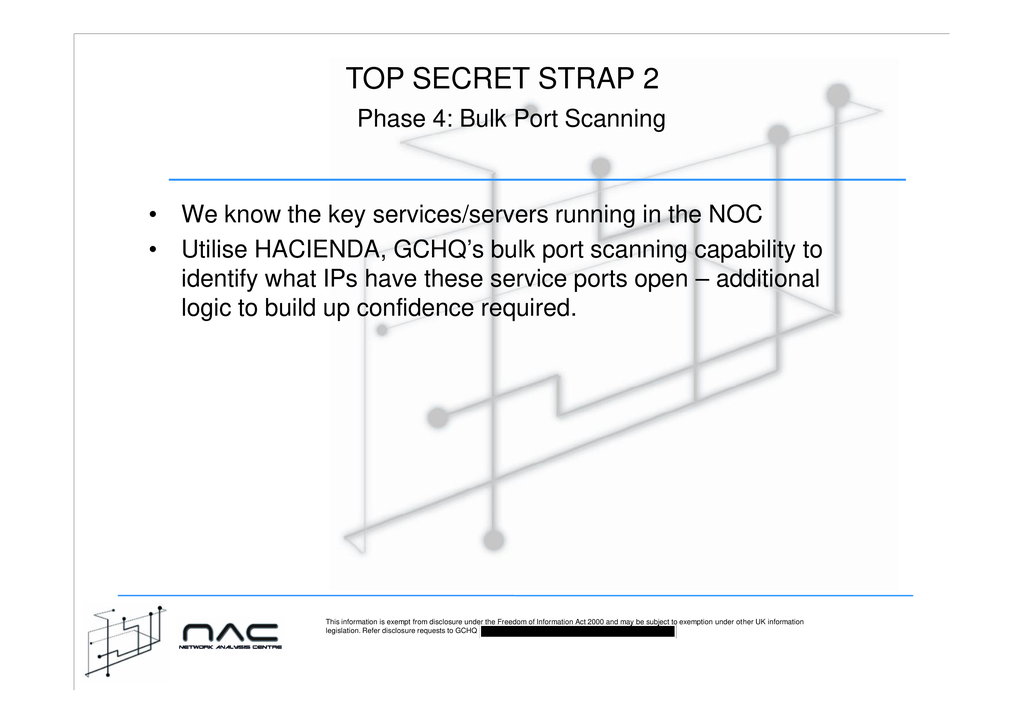 TOP SECRET STRAP 2
Phase 4: Bulk Port Scanning
• We know the key services/servers running in the NOC
• Utilise HACIENDA, GCHQ’s bulk port scanning capability to
identify what IPs have these service ports open – additional
logic to build up confidence required.
NAC
NETWORK ANALYSIS CENTRE
This information is exempt from disclosure under the Freedom of Information Act 2000 and may be subject to exemption under other UK information
legislation. Refer disclosure requests to GCHQ